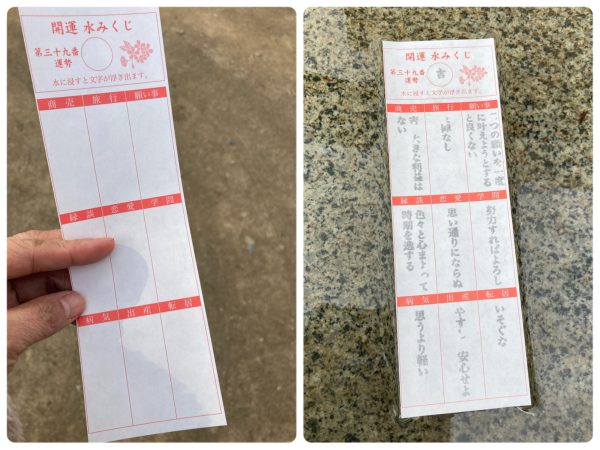 開運 水みくじ
第三十九番
運勢
水に浸すと文字が浮き出ます。
商売 旅行 願い事
縁談 恋愛 学問
病気 出産 転居
開運 水みくじ
第三十九番
運勢
吉
水に浸すと文字が浮き出ます。
商売 旅行 願い事
一つの願いを一度
に叶えようとする
と良くない
障りなし
大きな利益は
ない
縁談 恋愛 学問
努力すればよろし
思い通りにならぬ
色々と心まよって
時期を逸する
病気 出産 転居
いそぐな
やすし 安心せよ
思うより軽い